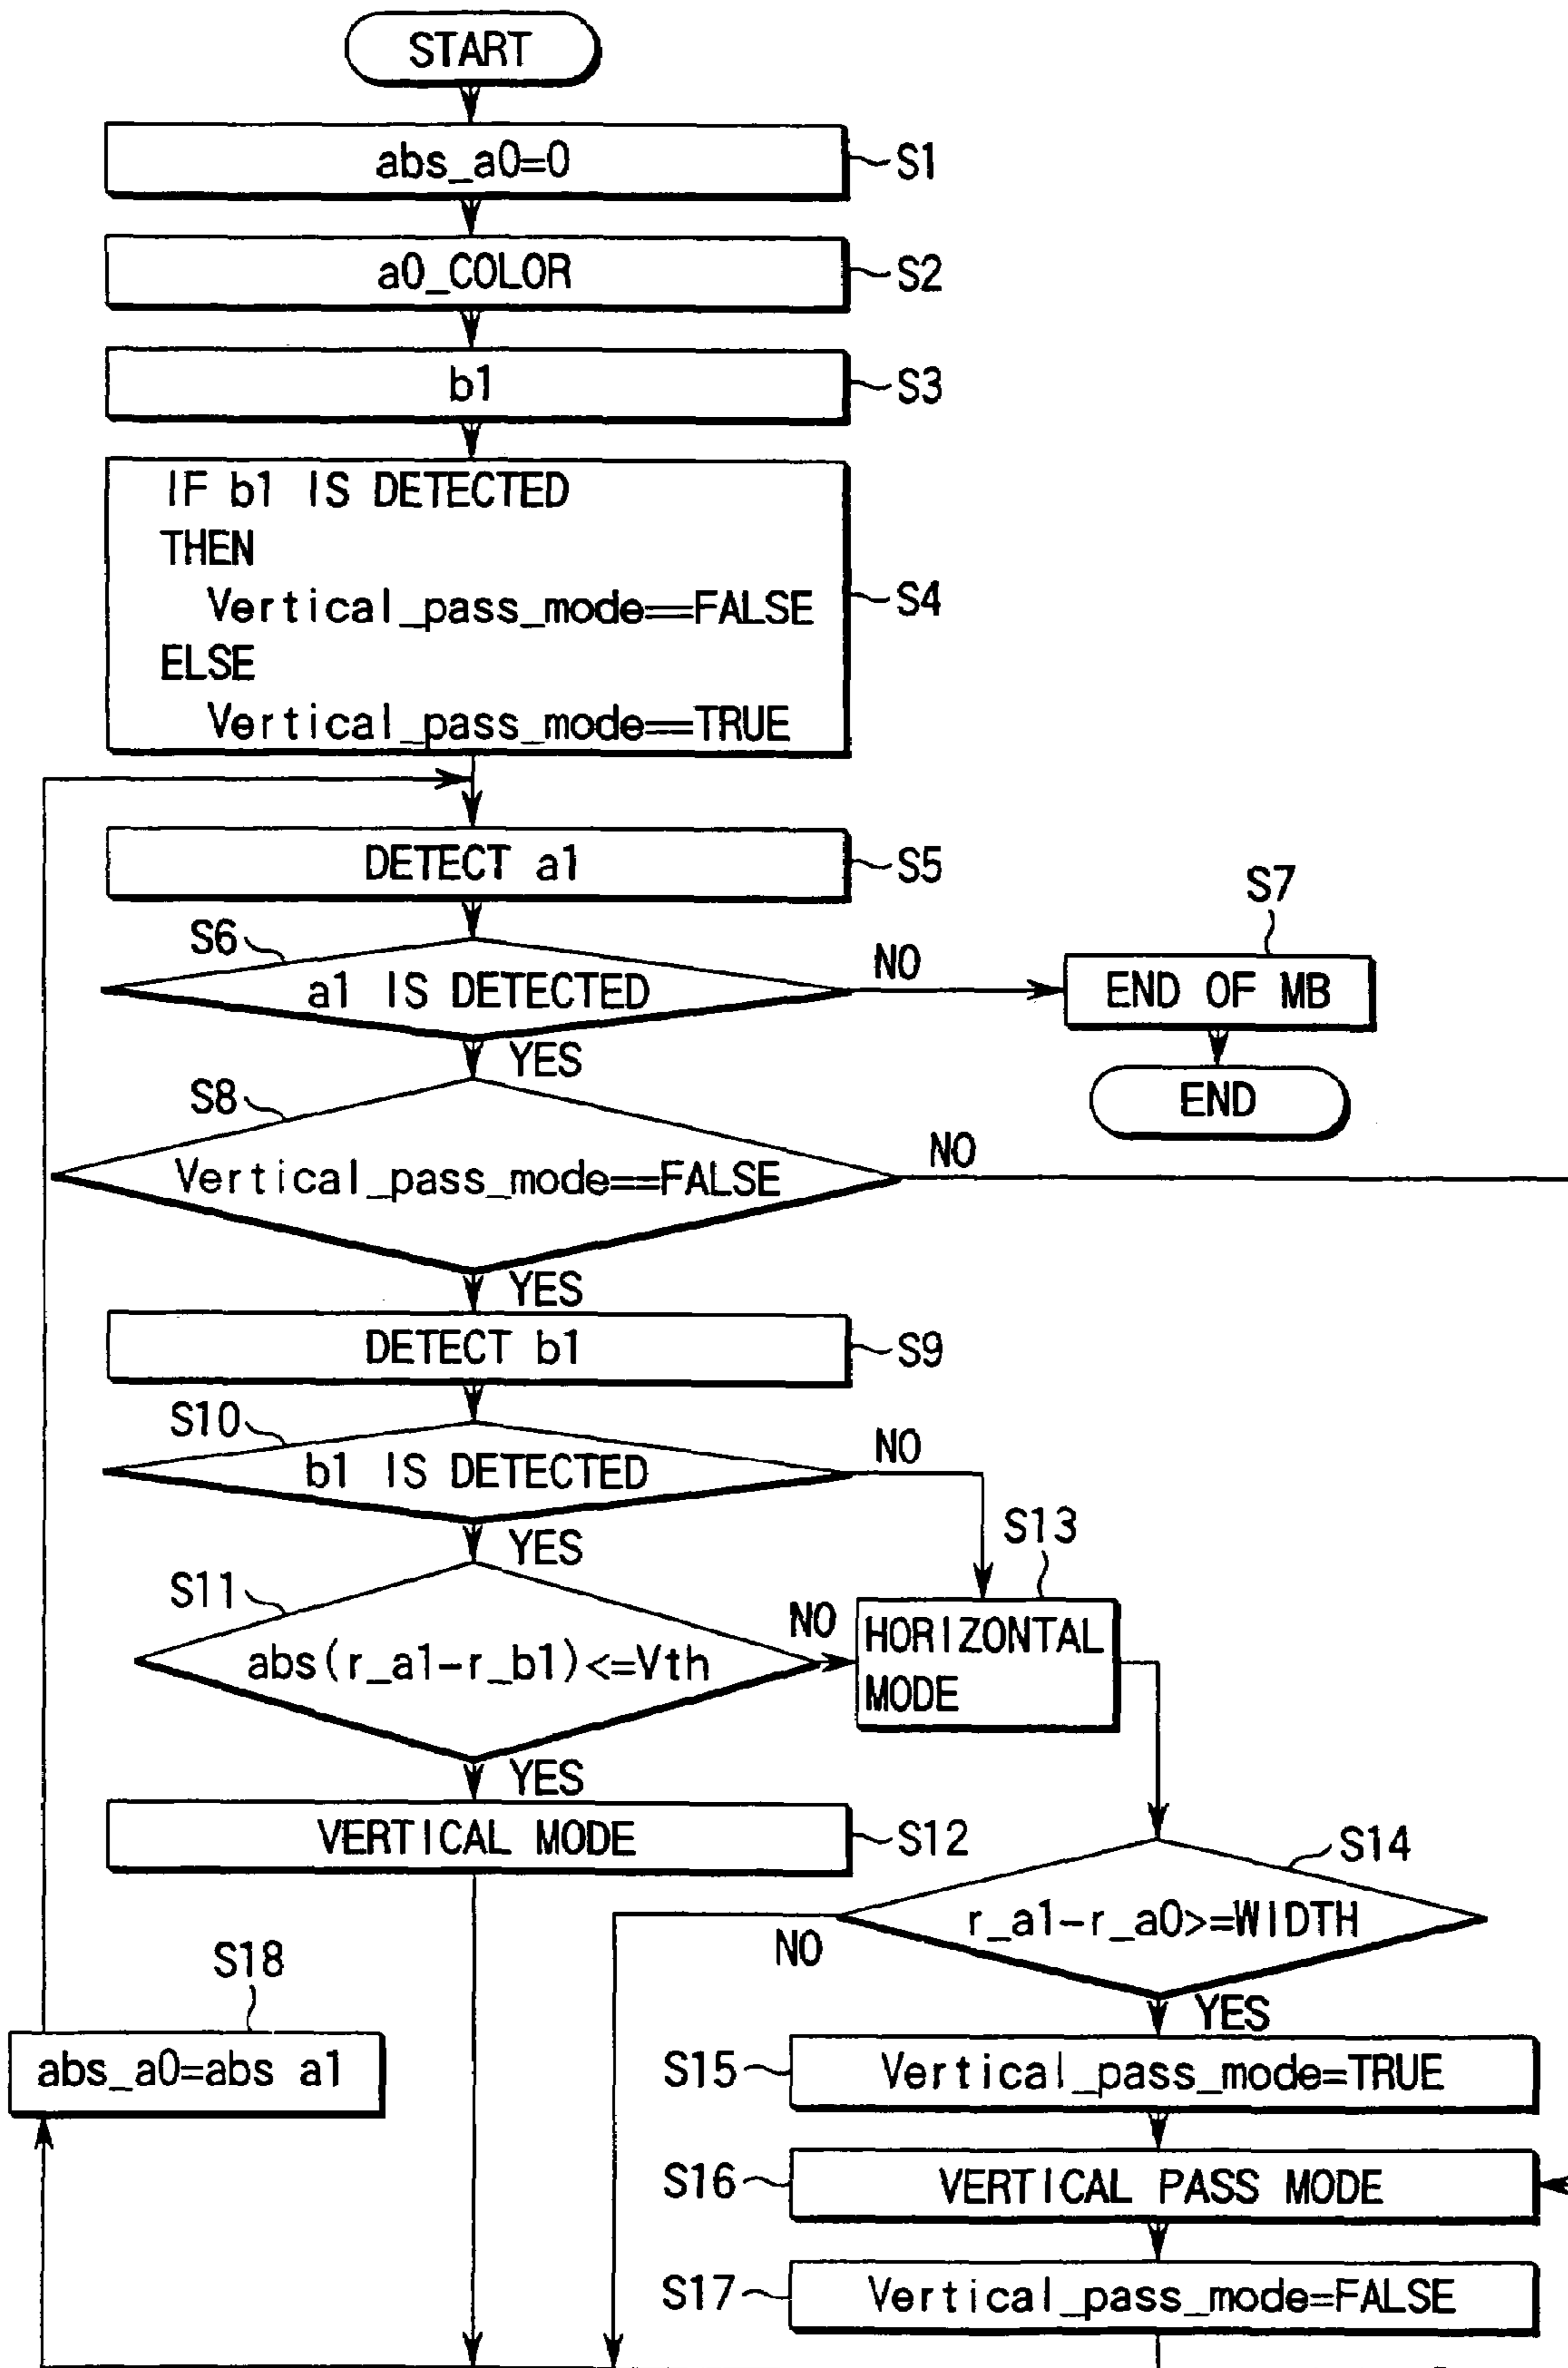 START
abs_a0=0
S1
a0_COLOR
S2
b1
S3
IF b1 IS DETECTED
THEN
Vertical_pass_mode==FALSE
ELSE
Vertical_pass_mode==TRUE
S4
DETECT a1
S5
S6
a1 IS DETECTED
NO
YES
S7
END OF MB
END
S8
Vertical_pass_mode==FALSE
NO
YES
DETECT b1
S9
S10
b1 IS DETECTED
NO
YES
S11
abs(r_a1-r_b1)<=Vth
NO
YES
S13
HORIZONTAL
MODE
VERTICAL MODE
S12
S14
r_a1-r_a0>=WIDTH
NO
YES
S18
abs_a0=abs a1
S15
Vertical_pass_mode=TRUE
S16
VERTICAL PASS MODE
S17
Vertical_pass_mode=FALSE